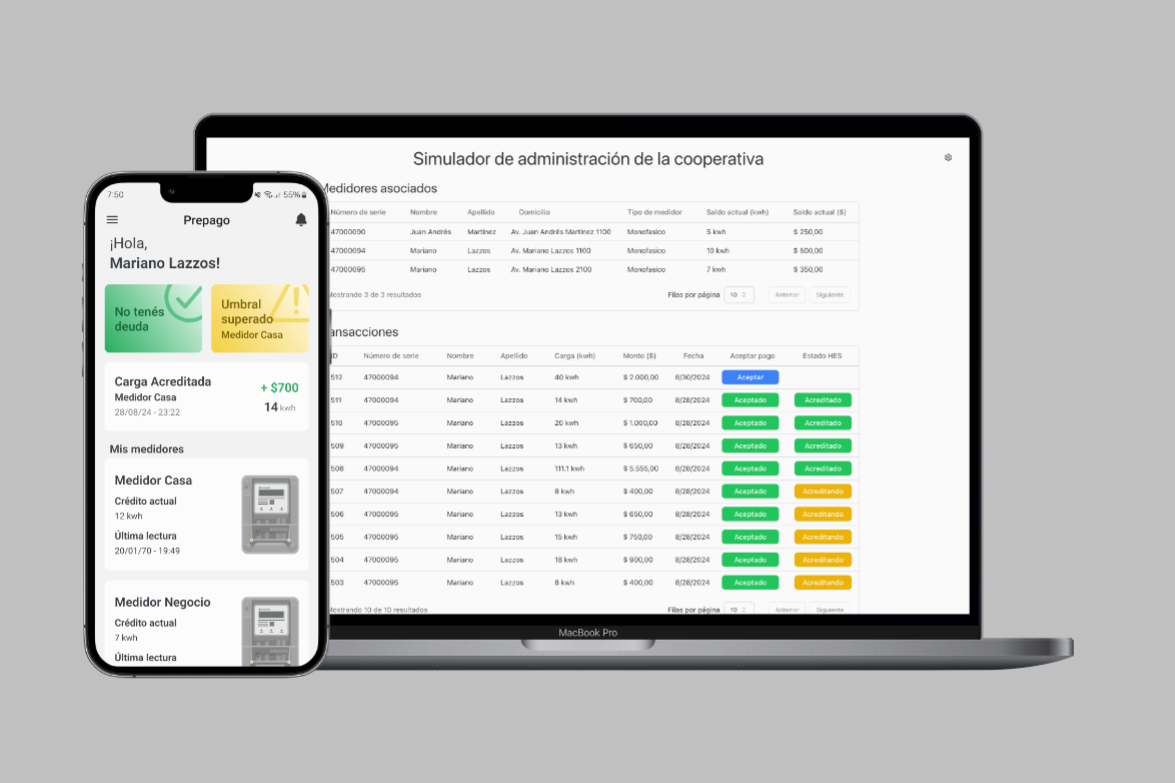 7:50 55%
Prepago
¡Hola,
Mariano Lazzos!
No tenés
deuda
Umbral
superado
Medidor Casa
Carga Acreditada
Medidor Casa
28/08/24 - 23:22
+ $700
14 kwh
Mis medidores
Medidor Casa
Crédito actual
12 kwh
Última lectura
20/01/70 - 19:49
Medidor Negocio
Crédito actual
7 kwh
Última lectura
Simulador de administración de la cooperativa
Medidores asociados
Número de serie Nombre Apellido Domicilio Tipo de medidor Saldo actual (kwh) Saldo actual ($)
47000090 Juan Andrés Martínez Av. Juan Andrés Martínez 1100 Monofasico 5 kwh $ 250,00
47000094 Mariano Lazzos Av. Mariano Lazzos 1100 Monofasico 10 kwh $ 500,00
47000095 Mariano Lazzos Av. Mariano Lazzos 2100 Monofasico 7 kwh $ 350,00
Mostrando 3 de 3 resultados Filas por página 10 Anterior Siguiente
ansacciones
ID Número de serie Nombre Apellido Carga (kwh) Monto ($) Fecha Aceptar pago Estado HES
512 47000094 Mariano Lazzos 40 kwh $ 2.000,00 8/30/2024 Aceptar
511 47000094 Mariano Lazzos 14 kwh $ 700,00 8/28/2024 Aceptado Acreditado
510 47000095 Mariano Lazzos 20 kwh $ 1.000,00 8/28/2024 Aceptado Acreditado
509 47000095 Mariano Lazzos 13 kwh $ 650,00 8/28/2024 Aceptado Acreditado
508 47000094 Mariano Lazzos 111.1 kwh $ 5.555,00 8/28/2024 Aceptado Acreditado
507 47000094 Mariano Lazzos 8 kwh $ 400,00 8/28/2024 Aceptado Acreditando
506 47000095 Mariano Lazzos 13 kwh $ 650,00 8/28/2024 Aceptado Acreditando
505 47000095 Mariano Lazzos 15 kwh $ 750,00 8/28/2024 Aceptado Acreditando
504 47000095 Mariano Lazzos 18 kwh $ 900,00 8/28/2024 Aceptado Acreditando
503 47000095 Mariano Lazzos 8 kwh $ 400,00 8/28/2024 Aceptado Acreditando
Mostrando 10 de 10 resultados Filas por página 10 Anterior Siguiente
MacBook Pro